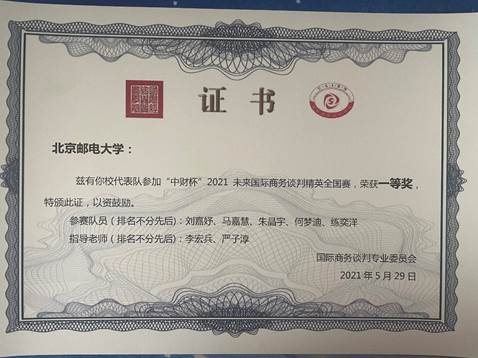 证书
北京邮电大学：
兹有你校代表队参加“中财杯”2021 未来国际商务谈判精英全国赛，荣获一等奖，
特颁此证，以资鼓励。
参赛队员（排名不分先后）：刘嘉妤、马嘉慧、朱晶宇、何梦迪、练奕洋
指导老师（排名不分先后）：李宏兵、严子淳
国际商务谈判专业委员会
2021 年 5 月 29 日